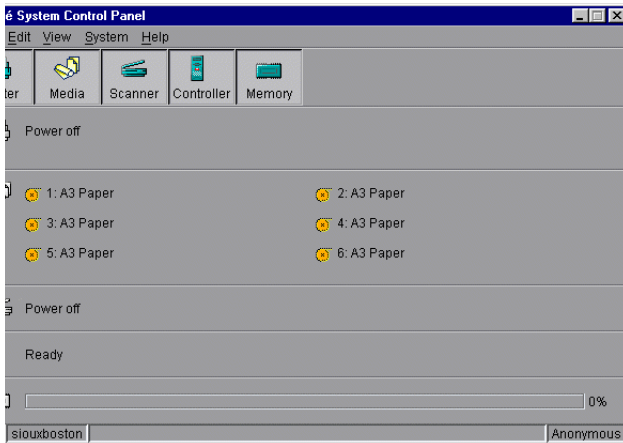 é System Control Panel
Edit View System Help
ter Media Scanner Controller Memory
Power off
1: A3 Paper 2: A3 Paper
3: A3 Paper 4: A3 Paper
5: A3 Paper 6: A3 Paper
Power off
Ready
0%
siouxboston Anonymous